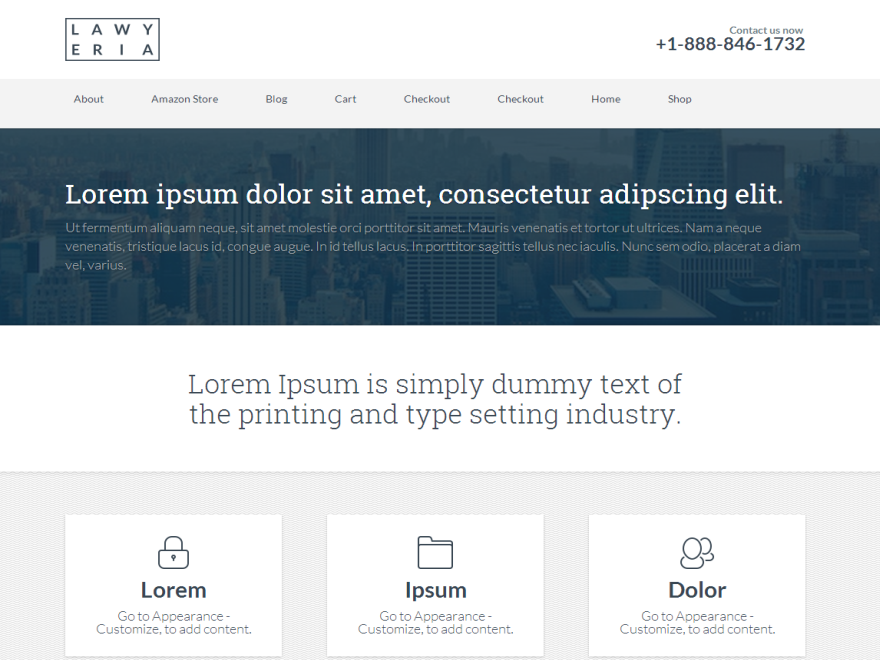 LAWY
ERIA
Contact us now
+1-888-846-1732
About Amazon Store Blog Cart Checkout Checkout Home Shop
Lorem ipsum dolor sit amet, consectetur adipscing elit.
Ut fermentum aliquam neque, sit amet molestie orci porttitor sit amet. Mauris venenatis et tortor ut ultrices. Nam a neque
venenatis, tristique lacus id, congue augue. In id tellus lacus. In porttitor sagittis tellus nec iaculis. Nunc sem odio, placerat a diam
vel, varius.
Lorem Ipsum is simply dummy text of
the printing and type setting industry.
Lorem
Go to Appearance -
Customize, to add content.
Ipsum
Go to Appearance -
Customize, to add content.
Dolor
Go to Appearance -
Customize, to add content.